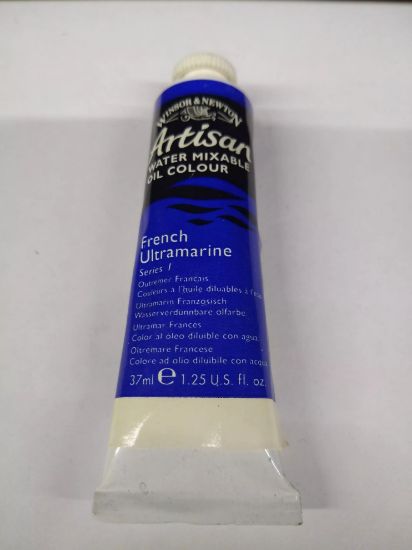 WINSOR & NEWTON
Artisan
WATER MIXABLE
OIL COLOUR
French
Ultramarine
Series 1
Outremer Français
Couleurs à l'huile diluables à l'eau
Ultramarin Französisch
Wasserverdünnbare ölfarbe
Ultramar Francés
Color al oleo diluible con agua
Oltremare Francese
Colore ad olio diluibile con acqua
37ml e 1.25 U.S. fl. oz.